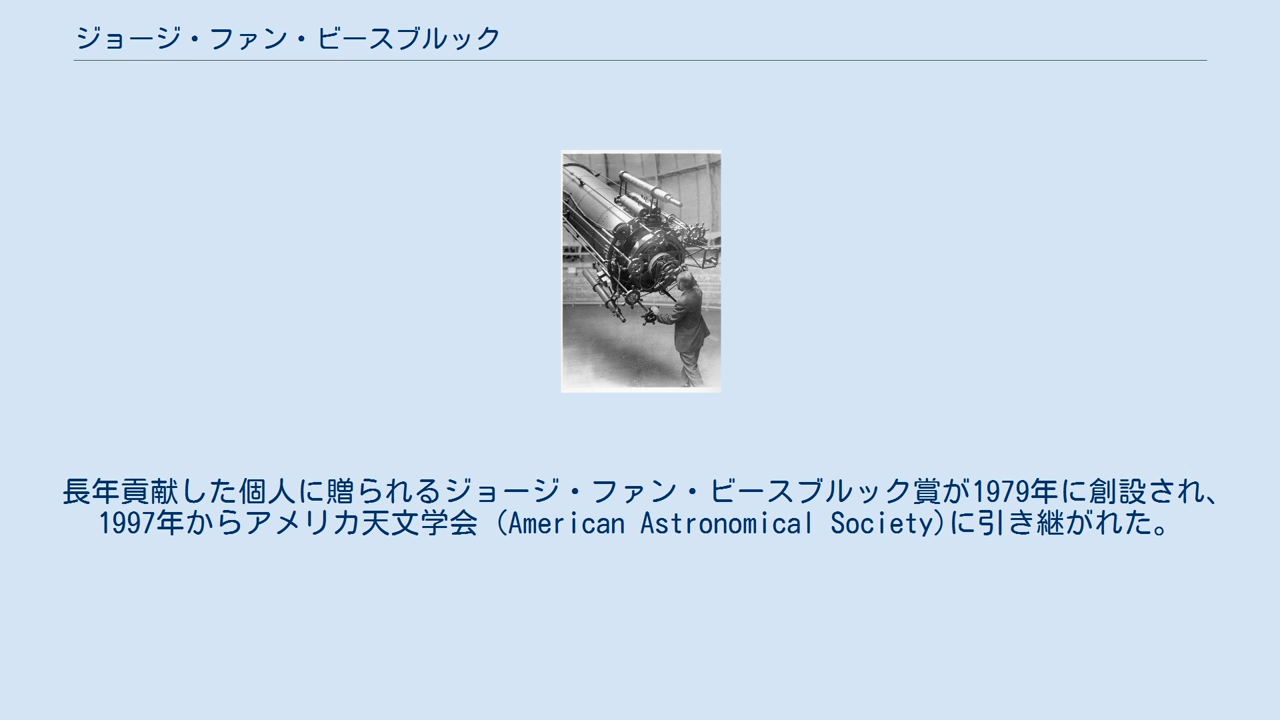 ジョージ・ファン・ビースブルック
長年貢献した個人に贈られるジョージ・ファン・ビースブルック賞が1979年に創設され、
1997年からアメリカ天文学会 (American Astronomical Society)に引き継がれた。